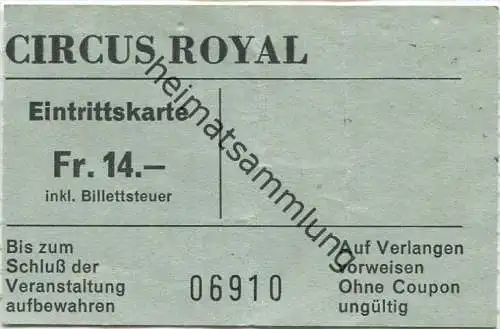 CIRCUS ROYAL
Eintrittskarte
Fr. 14.—
inkl. Billettsteuer
Bis zum
Schluß der
Veranstaltung
aufbewahren
06910
Auf Verlangen
vorweisen
Ohne Coupon
ungültig
heimatsammlung